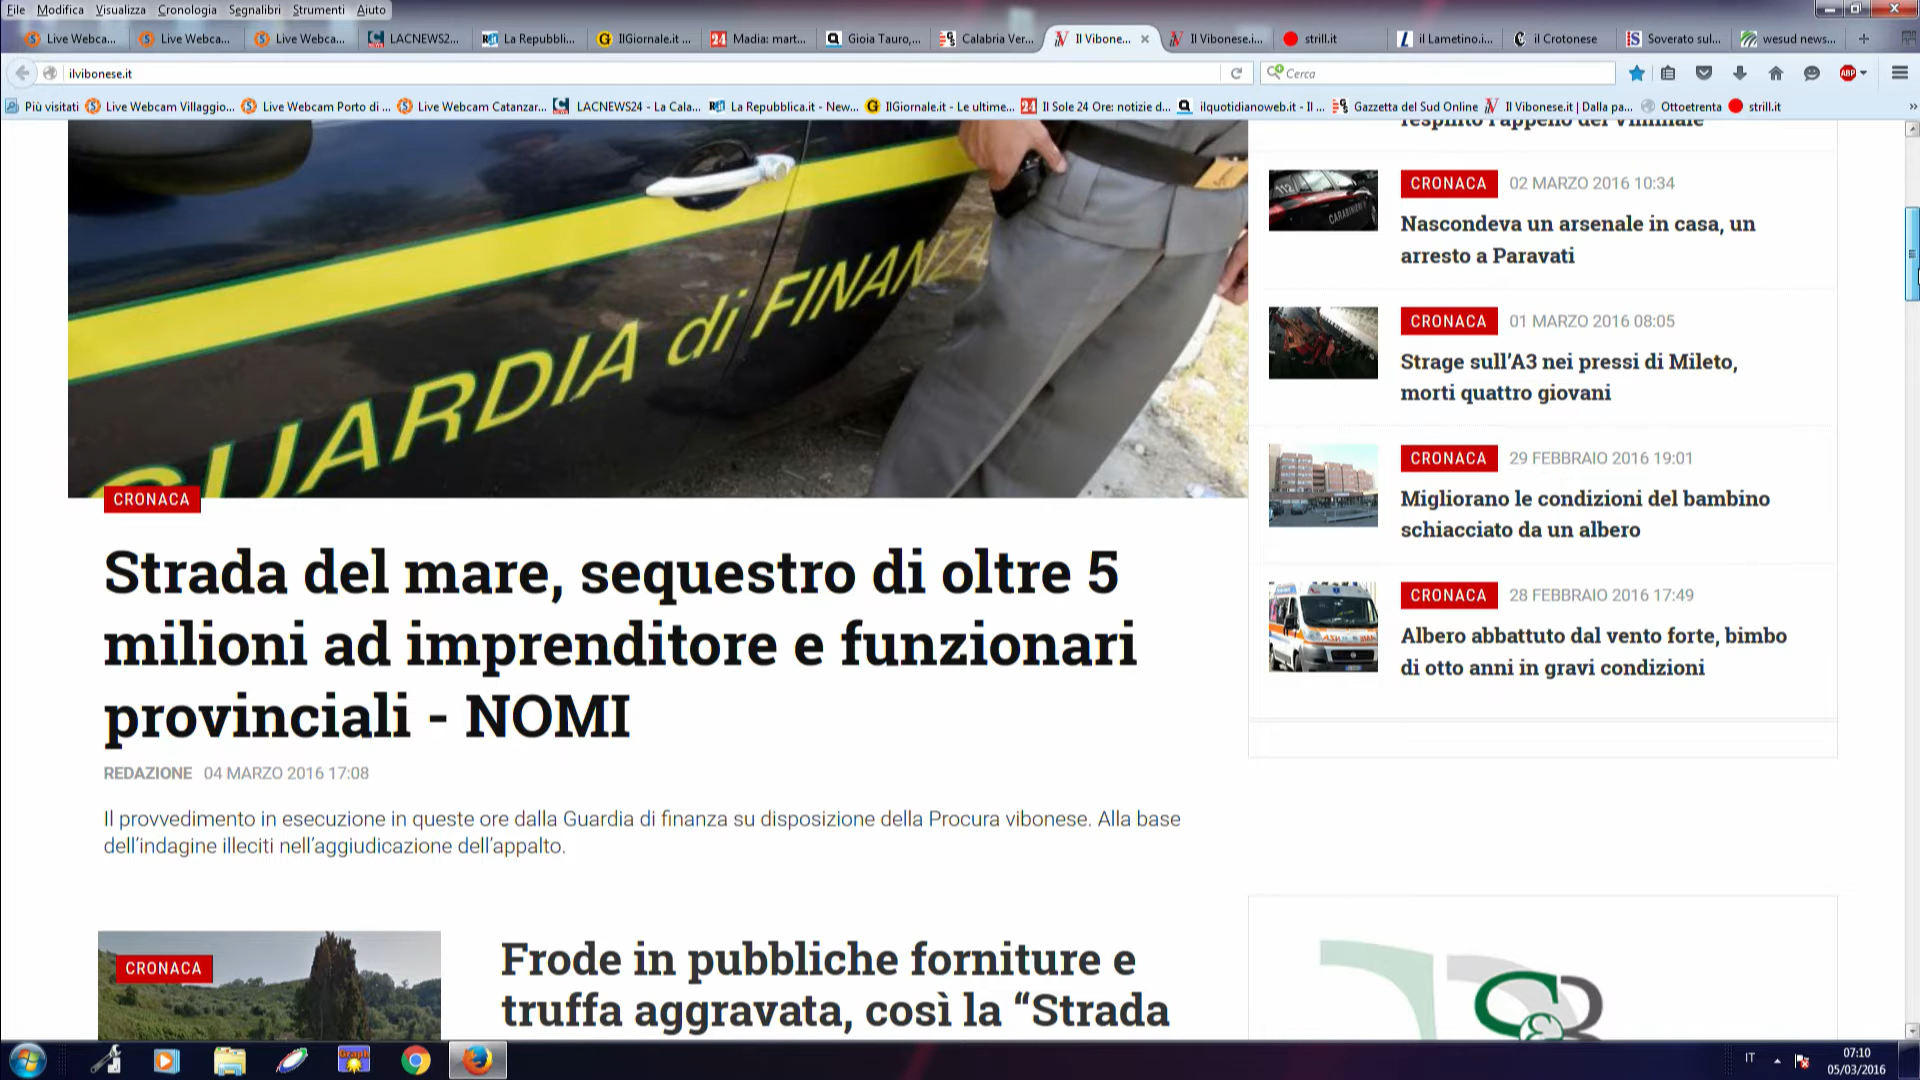 File Modifica Visualizza Cronologia Segnalibri Strumenti Aiuto
Live Webca... Live Webca... Live Webca... LACNEWS2... La Repubbli... IlGiornale.it ... Madia: mart... Gioia Tauro,... Calabria Ver... Il Vibone... Il Vibonese.i... strill.it il Lametino.i... il Crotonese Soverato sul... wesud news...
ilvibonese.it
Cerca
ABP
Più visitati Live Webcam Villaggio... Live Webcam Porto di ... Live Webcam Catanzar... LACNEWS24 - La Cala... La Repubblica.it - New... IlGiornale.it - Le ultime... Il Sole 24 Ore: notizie d... ilquotidianoweb.it - Il ... Gazzetta del Sud Online Il Vibonese.it | Dalla pa... Ottoetrenta strill.it
GUARDIA di FINANZA
CRONACA
Strada del mare, sequestro di oltre 5
milioni ad imprenditore e funzionari
provinciali - NOMI
REDAZIONE 04 MARZO 2016 17:08
Il provvedimento in esecuzione in queste ore dalla Guardia di finanza su disposizione della Procura vibonese. Alla base
dell’indagine illeciti nell’aggiudicazione dell’appalto.
CRONACA
Frode in pubbliche forniture e
truffa aggravata, così la “Strada
respinto l’appello del Viminale
CRONACA 02 MARZO 2016 10:34
Nascondeva un arsenale in casa, un
arresto a Paravati
CARABINIERI
112
CRONACA 01 MARZO 2016 08:05
Strage sull’A3 nei pressi di Mileto,
morti quattro giovani
CRONACA 29 FEBBRAIO 2016 19:01
Migliorano le condizioni del bambino
schiacciato da un albero
CRONACA 28 FEBBRAIO 2016 17:49
Albero abbattuto dal vento forte, bimbo
di otto anni in gravi condizioni
Graph
IT
07:10
05/03/2016